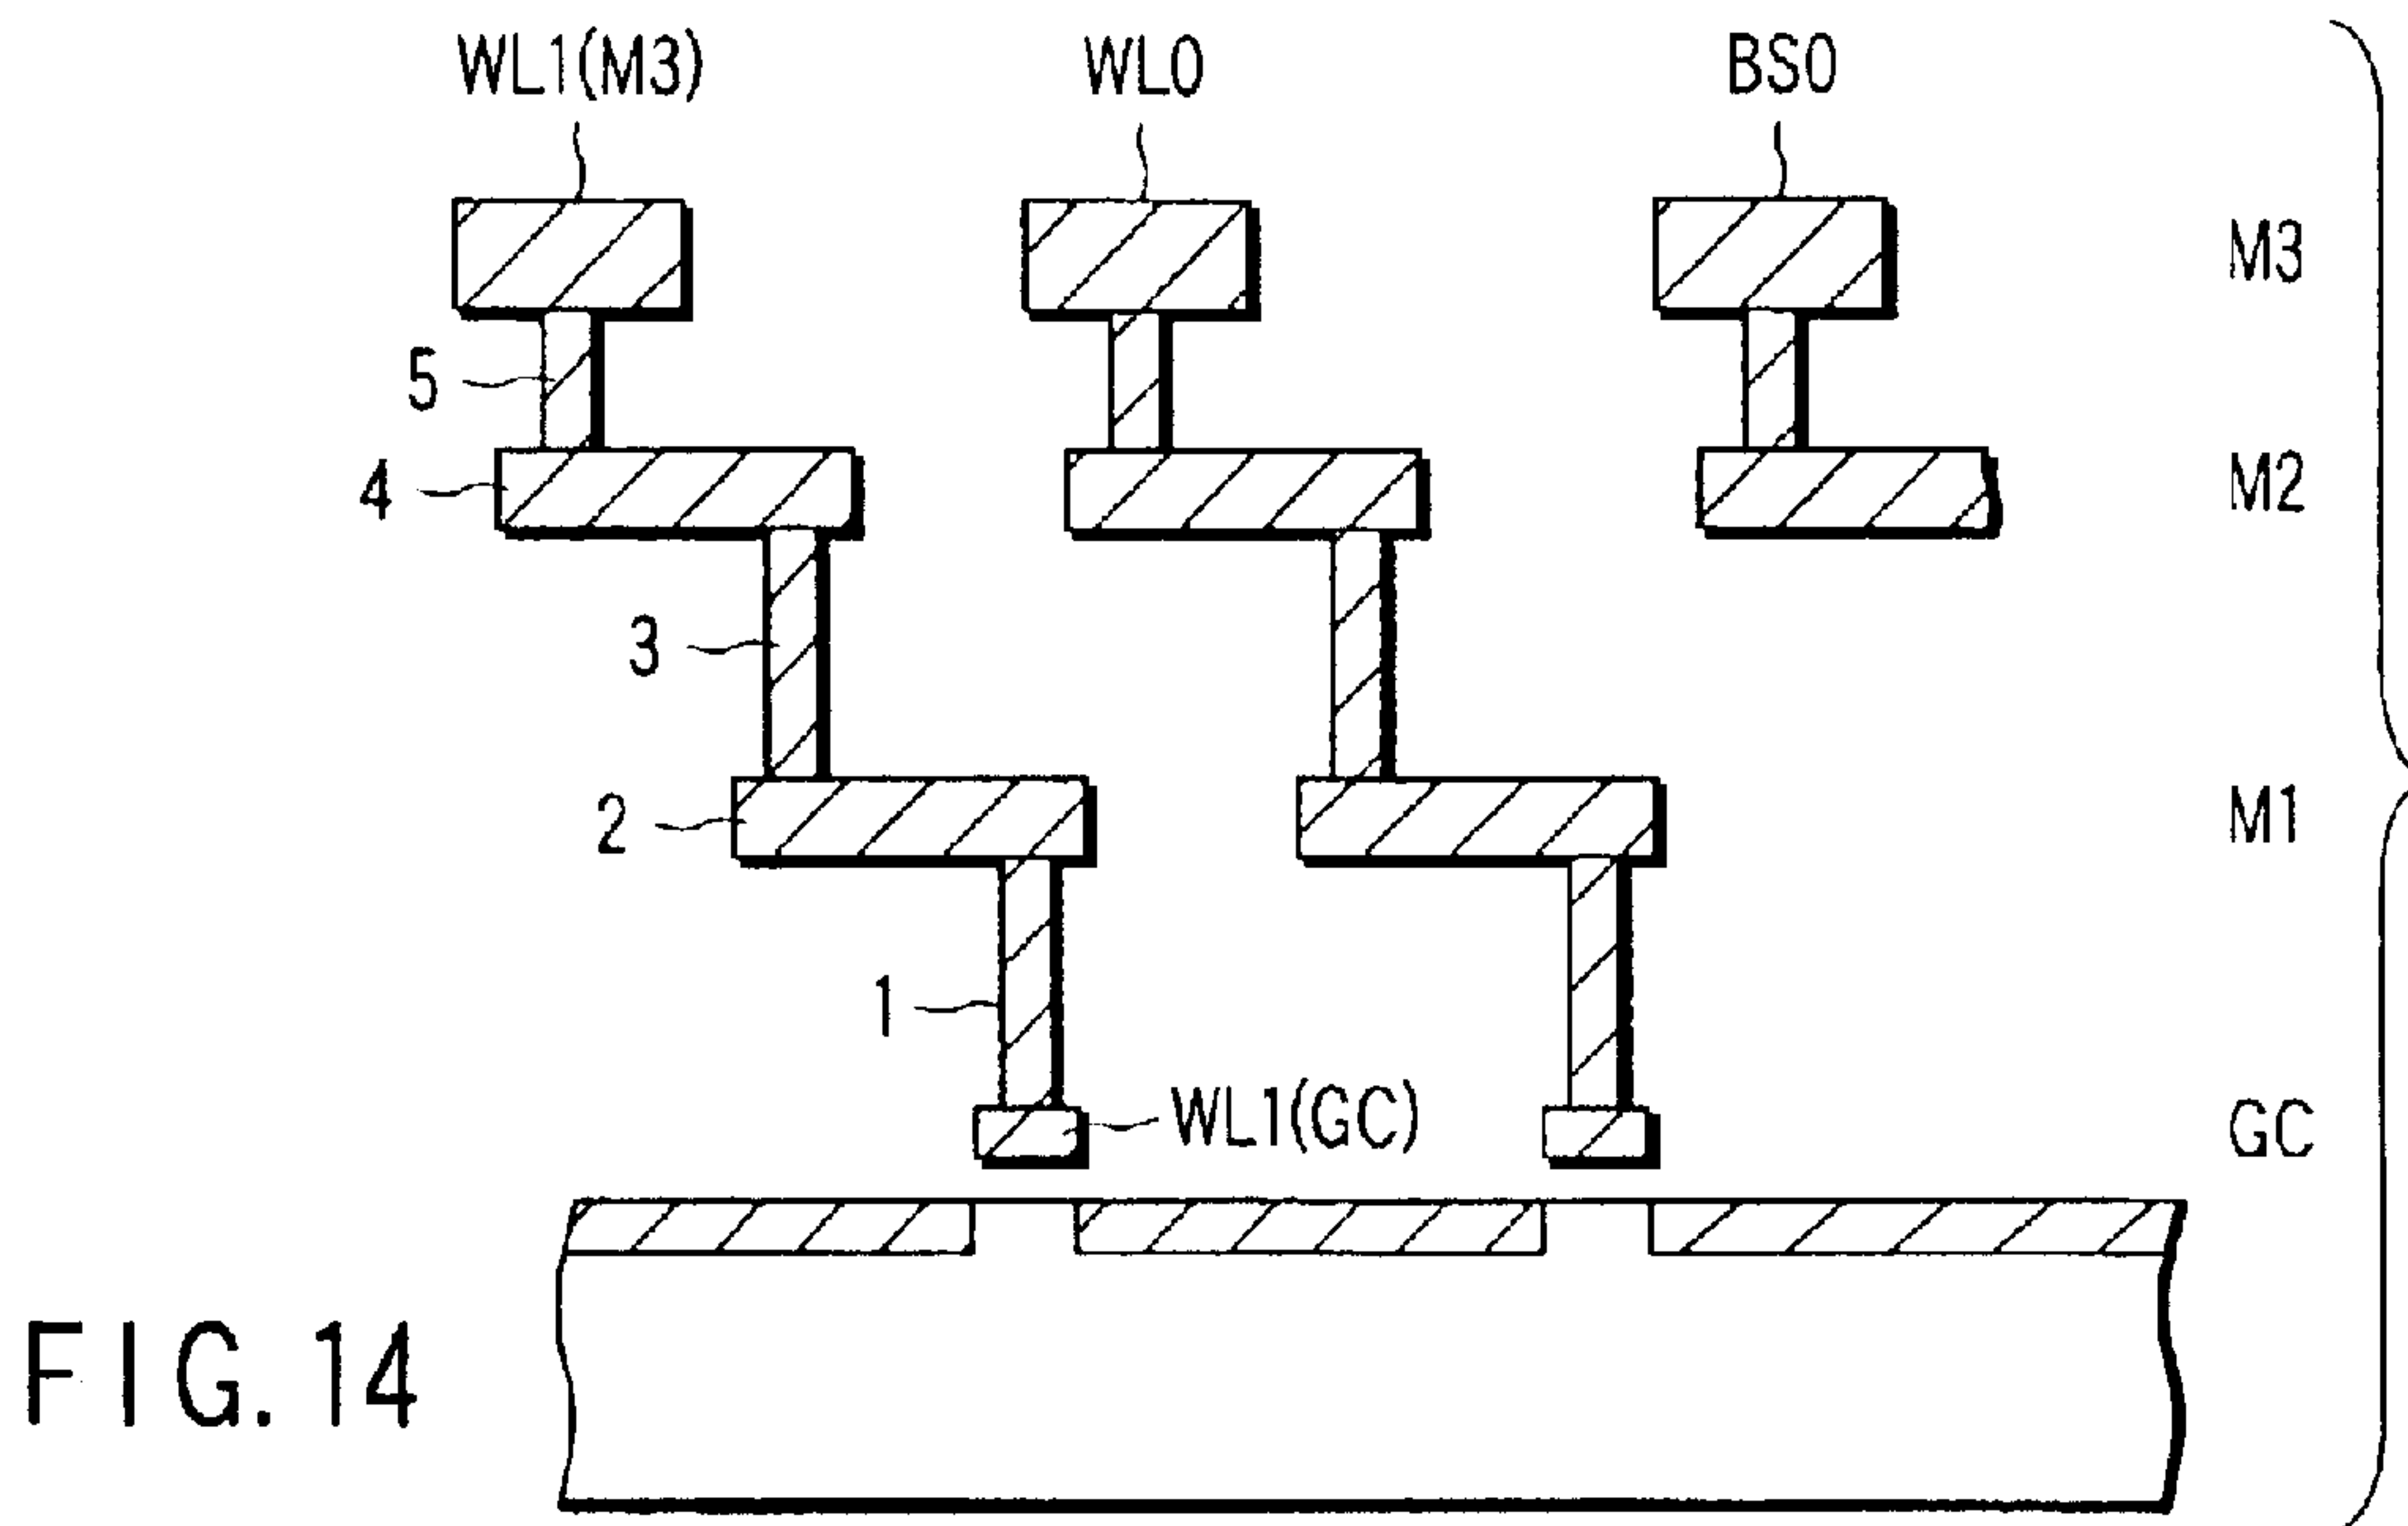 WL1(M3) WL0 BS0
M3
5
4 M2
3
2 M1
1
WL1(GC) GC
FIG. 14